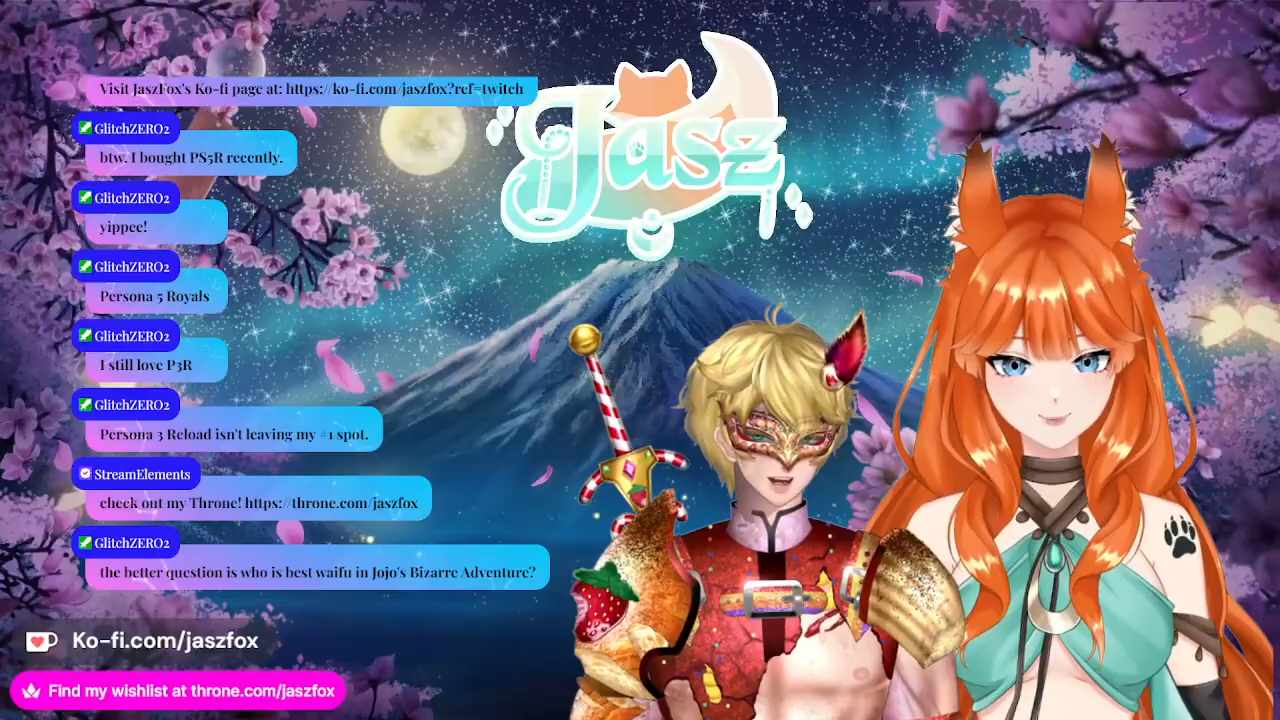 Visit JaszFox's Ko-fi page at: https://ko-fi.com/jaszfox?ref=twitch
GlitchZERO2
btw. I bought PS5R recently.
GlitchZERO2
yippee!
GlitchZERO2
Persona 5 Royals
GlitchZERO2
I still love P3R
GlitchZERO2
Persona 3 Reload isn't leaving my #1 spot.
StreamElements
check out my Throne! https://throne.com/jaszfox
GlitchZERO2
the better question is who is best waifu in Jojo's Bizarre Adventure?
Ko-fi.com/jaszfox
Find my wishlist at throne.com/jaszfox
Jasz